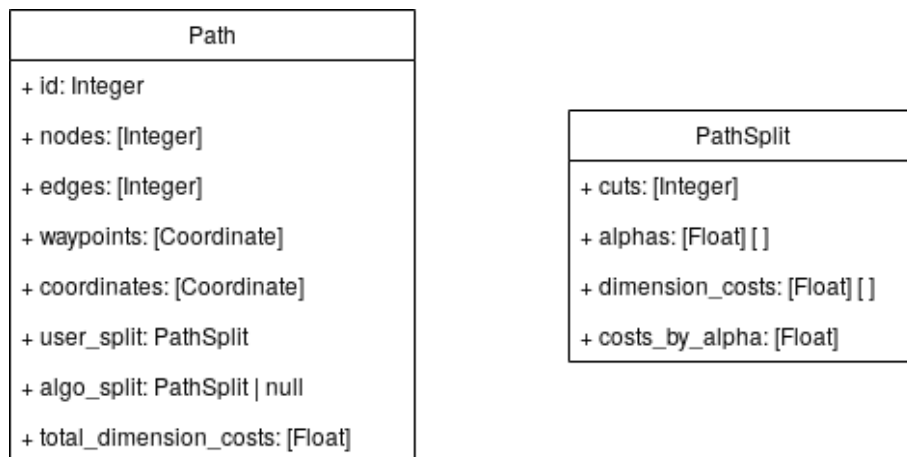 Path
+ id: Integer
+ nodes: [Integer]
+ edges: [Integer]
+ waypoints: [Coordinate]
+ coordinates: [Coordinate]
+ user_split: PathSplit
+ algo_split: PathSplit | null
+ total_dimension_costs: [Float]
PathSplit
+ cuts: [Integer]
+ alphas: [Float] [ ]
+ dimension_costs: [Float] [ ]
+ costs_by_alpha: [Float]